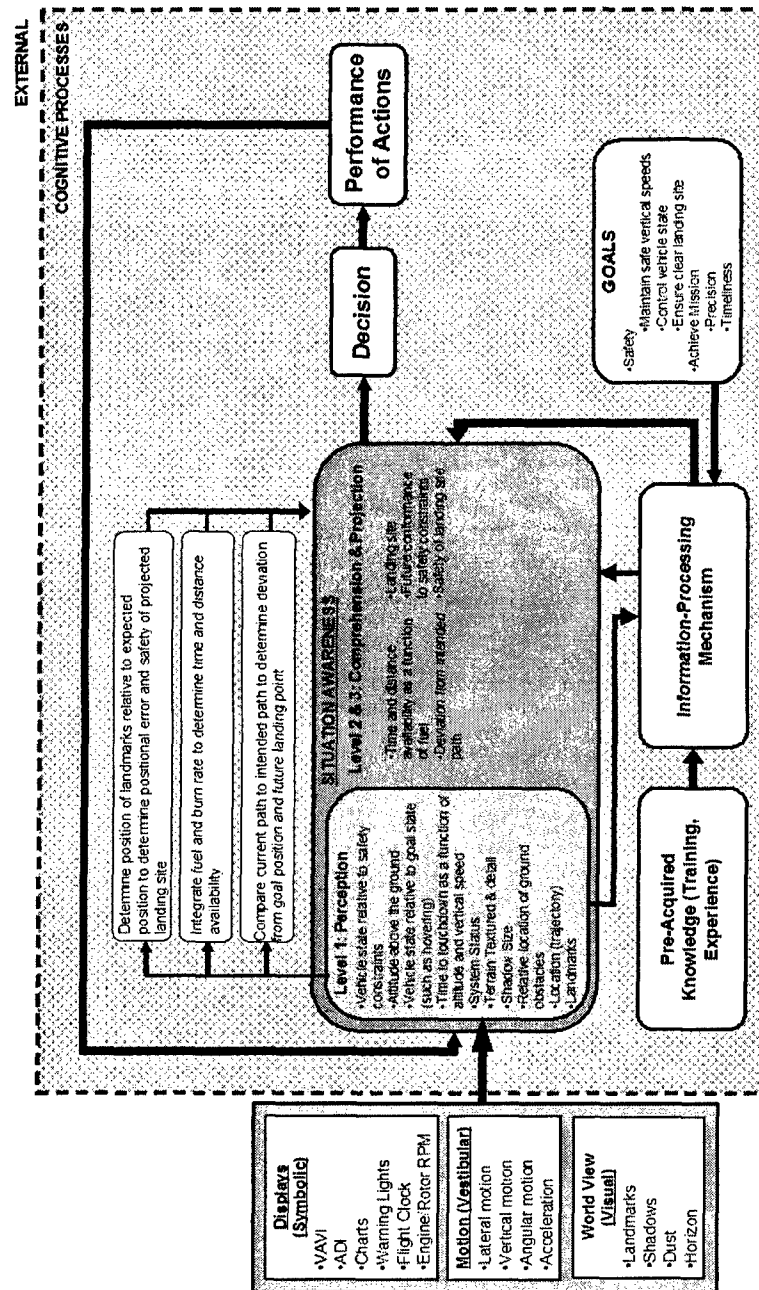 EXTERNAL
COGNITIVE PROCESSES
Displays
(Symbolic)
•VAVI
•ADI
•Charts
•Warning Lights
•Flight Clock
•Engine/Rotor RPM
Motion (Vestibular)
•Lateral motion
•Vertical motion
•Angular motion
•Acceleration
World View
(Visual)
•Landmarks
•Shadows
•Dust
•Horizon
Determine position of landmarks relative to expected
position to determine positional error and safety of projected
landing site
Integrate fuel and burn rate to determine time and distance
availability
Compare current path to intended path to determine deviation
from goal position and future landing point
SITUATION AWARENESS
Level 1: Perception
•Vehicle state relative to safety
constraints
•Altitude above the ground
•Vehicle state relative to goal state
(such as hovering)
•Time to touchdown as a function of
altitude and vertical speed
•System Status
•Terrain Textured & detail
•Shadow Size
•Relative location of ground
obstacles
•Location (trajectory)
•Landmarks
Level 2 & 3: Comprehension & Projection
•Time and distance
availability as a function
of fuel
•Deviation from intended
path
•Landing site
•Future conformance
to safety constraints
•Safety of landing site
Decision
Performance
of Actions
Pre-Acquired
Knowledge (Training,
Experience)
Information-Processing
Mechanism
GOALS
•Safety
•Maintain safe vertical speeds
•Control vehicle state
•Ensure clear landing site
•Achieve Mission
•Precision
•Timeliness